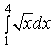 ∫₁⁴ √x dx